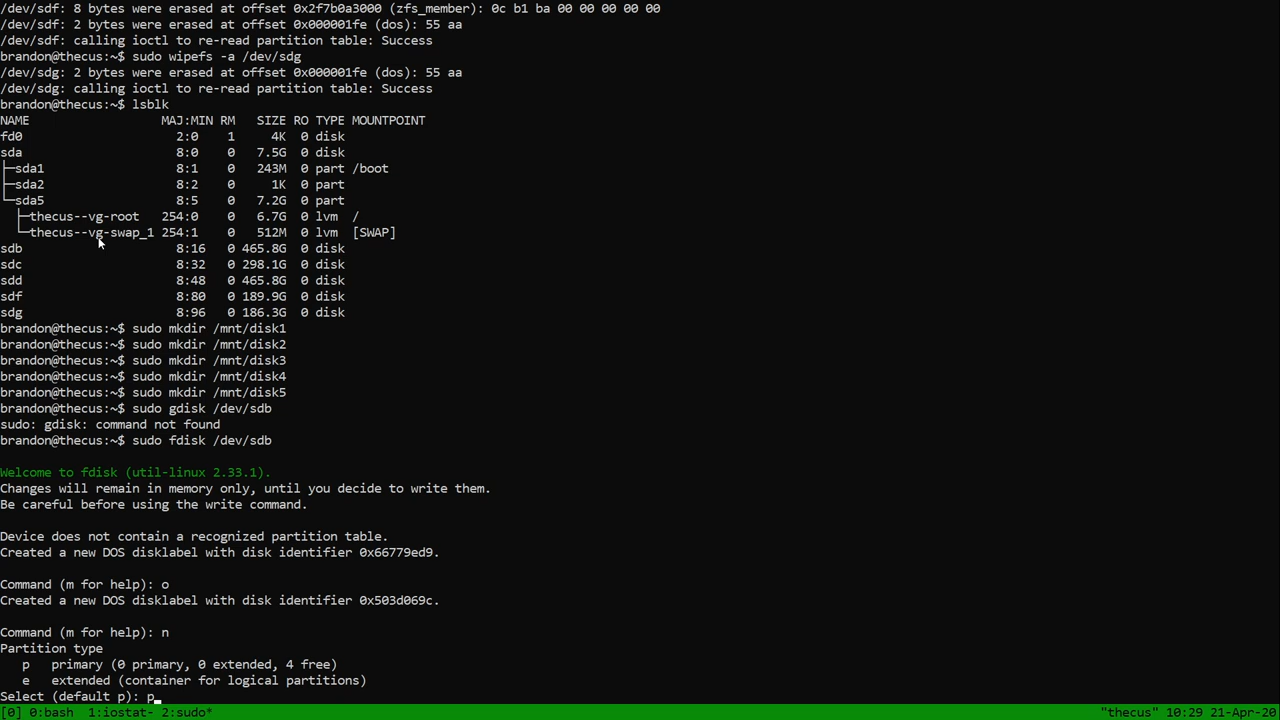 /dev/sdf: 8 bytes were erased at offset 0x2f7b0a3000 (zfs_member): 0c b1 ba 00 00 00 00 00
/dev/sdf: 2 bytes were erased at offset 0x000001fe (dos): 55 aa
/dev/sdf: calling ioctl to re-read partition table: Success
brandon@thecus:~$ sudo wipefs -a /dev/sdg
/dev/sdg: 2 bytes were erased at offset 0x000001fe (dos): 55 aa
/dev/sdg: calling ioctl to re-read partition table: Success
brandon@thecus:~$ lsblk
NAME                MAJ:MIN RM   SIZE RO TYPE MOUNTPOINT
fd0                   2:0    1     4K  0 disk
sda                   8:0    0   7.5G  0 disk
├─sda1                8:1    0   243M  0 part /boot
├─sda2                8:2    0     1K  0 part
└─sda5                8:5    0   7.2G  0 part
  ├─thecus--vg-root   254:0    0   6.7G  0 lvm  /
  └─thecus--vg-swap_1 254:1    0   512M  0 lvm  [SWAP]
sdb                   8:16   0 465.8G  0 disk
sdc                   8:32   0 298.1G  0 disk
sdd                   8:48   0 465.8G  0 disk
sdf                   8:80   0 189.9G  0 disk
sdg                   8:96   0 186.3G  0 disk
brandon@thecus:~$ sudo mkdir /mnt/disk1
brandon@thecus:~$ sudo mkdir /mnt/disk2
brandon@thecus:~$ sudo mkdir /mnt/disk3
brandon@thecus:~$ sudo mkdir /mnt/disk4
brandon@thecus:~$ sudo mkdir /mnt/disk5
brandon@thecus:~$ sudo gdisk /dev/sdb
sudo: gdisk: command not found
brandon@thecus:~$ sudo fdisk /dev/sdb
Welcome to fdisk (util-linux 2.33.1).
Changes will remain in memory only, until you decide to write them.
Be careful before using the write command.
Device does not contain a recognized partition table.
Created a new DOS disklabel with disk identifier 0x66779ed9.
Command (m for help): o
Created a new DOS disklabel with disk identifier 0x503d069c.
Command (m for help): n
Partition type
   p   primary (0 primary, 0 extended, 4 free)
   e   extended (container for logical partitions)
Select (default p): p
[0] 0:bash  1:iostat- 2:sudo*                "thecus" 10:29 21-Apr-20